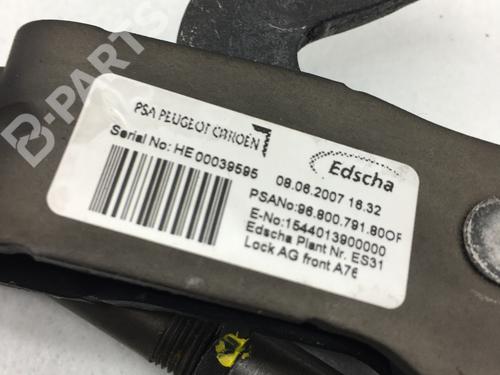 B-PARTS
PSA PEUGEOT CITROËN
Serial No: HE 00039595
Edscha
08.06.2007 16.32
PSANo:96.800.791.80OF
E-No:1544013900000
Edscha Plant Nr. ES31
Lock AG front A76